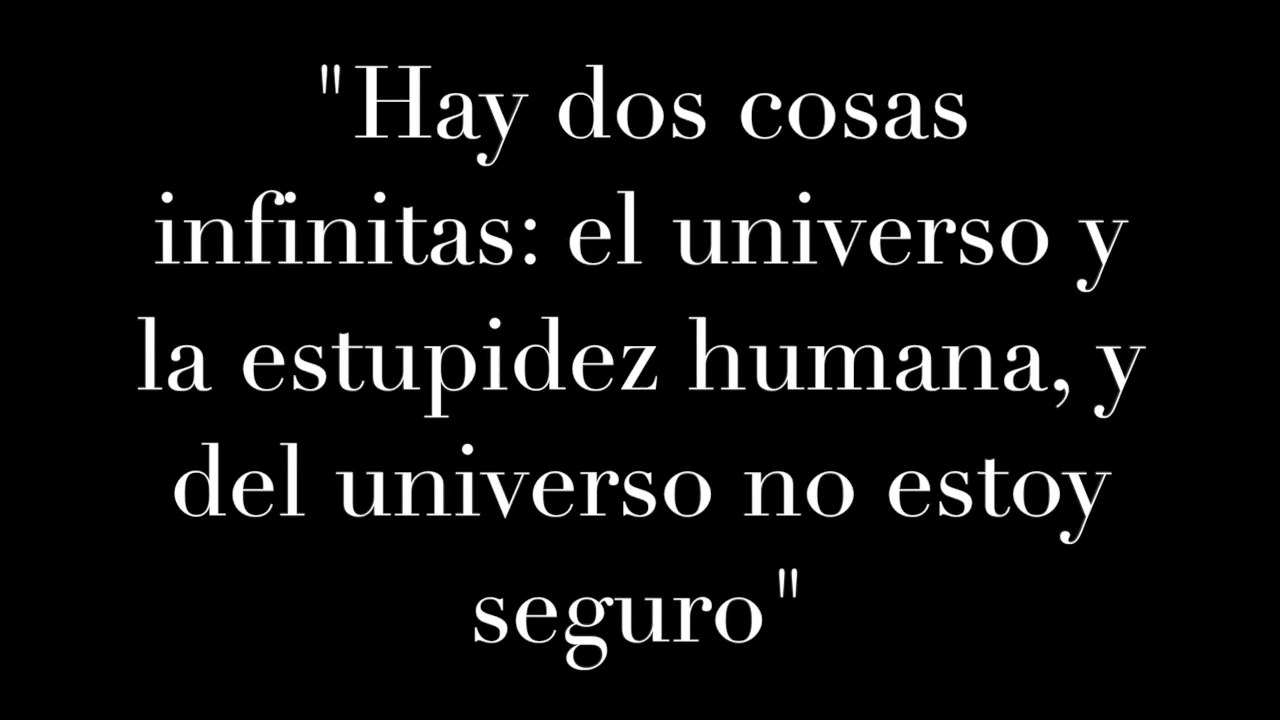 "Hay dos cosas
infinitas: el universo y
la estupidez humana, y
del universo no estoy
seguro"